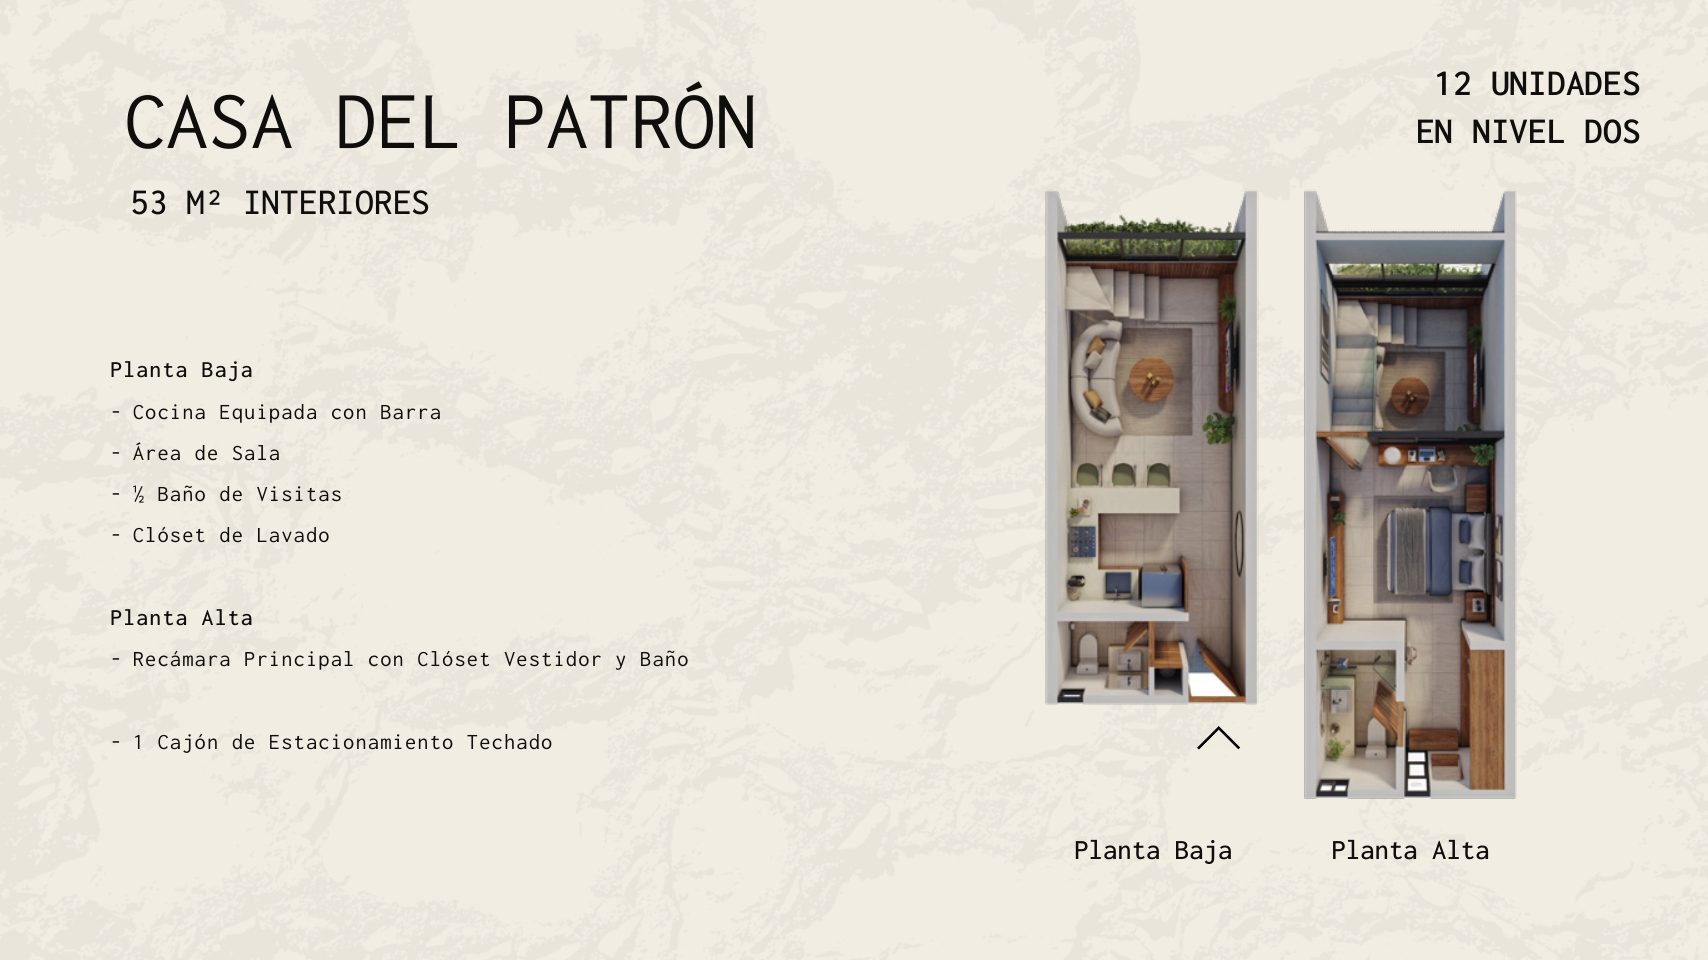 CASA DEL PATRÓN
53 M² INTERIORES
12 UNIDADES
EN NIVEL DOS
Planta Baja
- Cocina Equipada con Barra
- Área de Sala
- ½ Baño de Visitas
- Clóset de Lavado
Planta Alta
- Recámara Principal con Clóset Vestidor y Baño
- 1 Cajón de Estacionamiento Techado
Planta Baja
Planta Alta